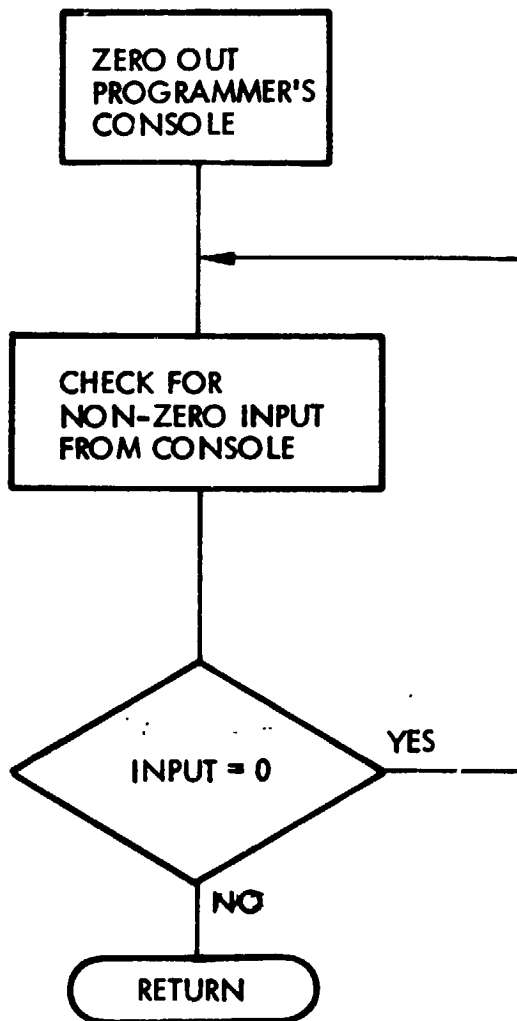 ZERO OUT
PROGRAMMER'S
CONSOLE
CHECK FOR
NON-ZERO INPUT
FROM CONSOLE
INPUT = 0
YES
NO
RETURN